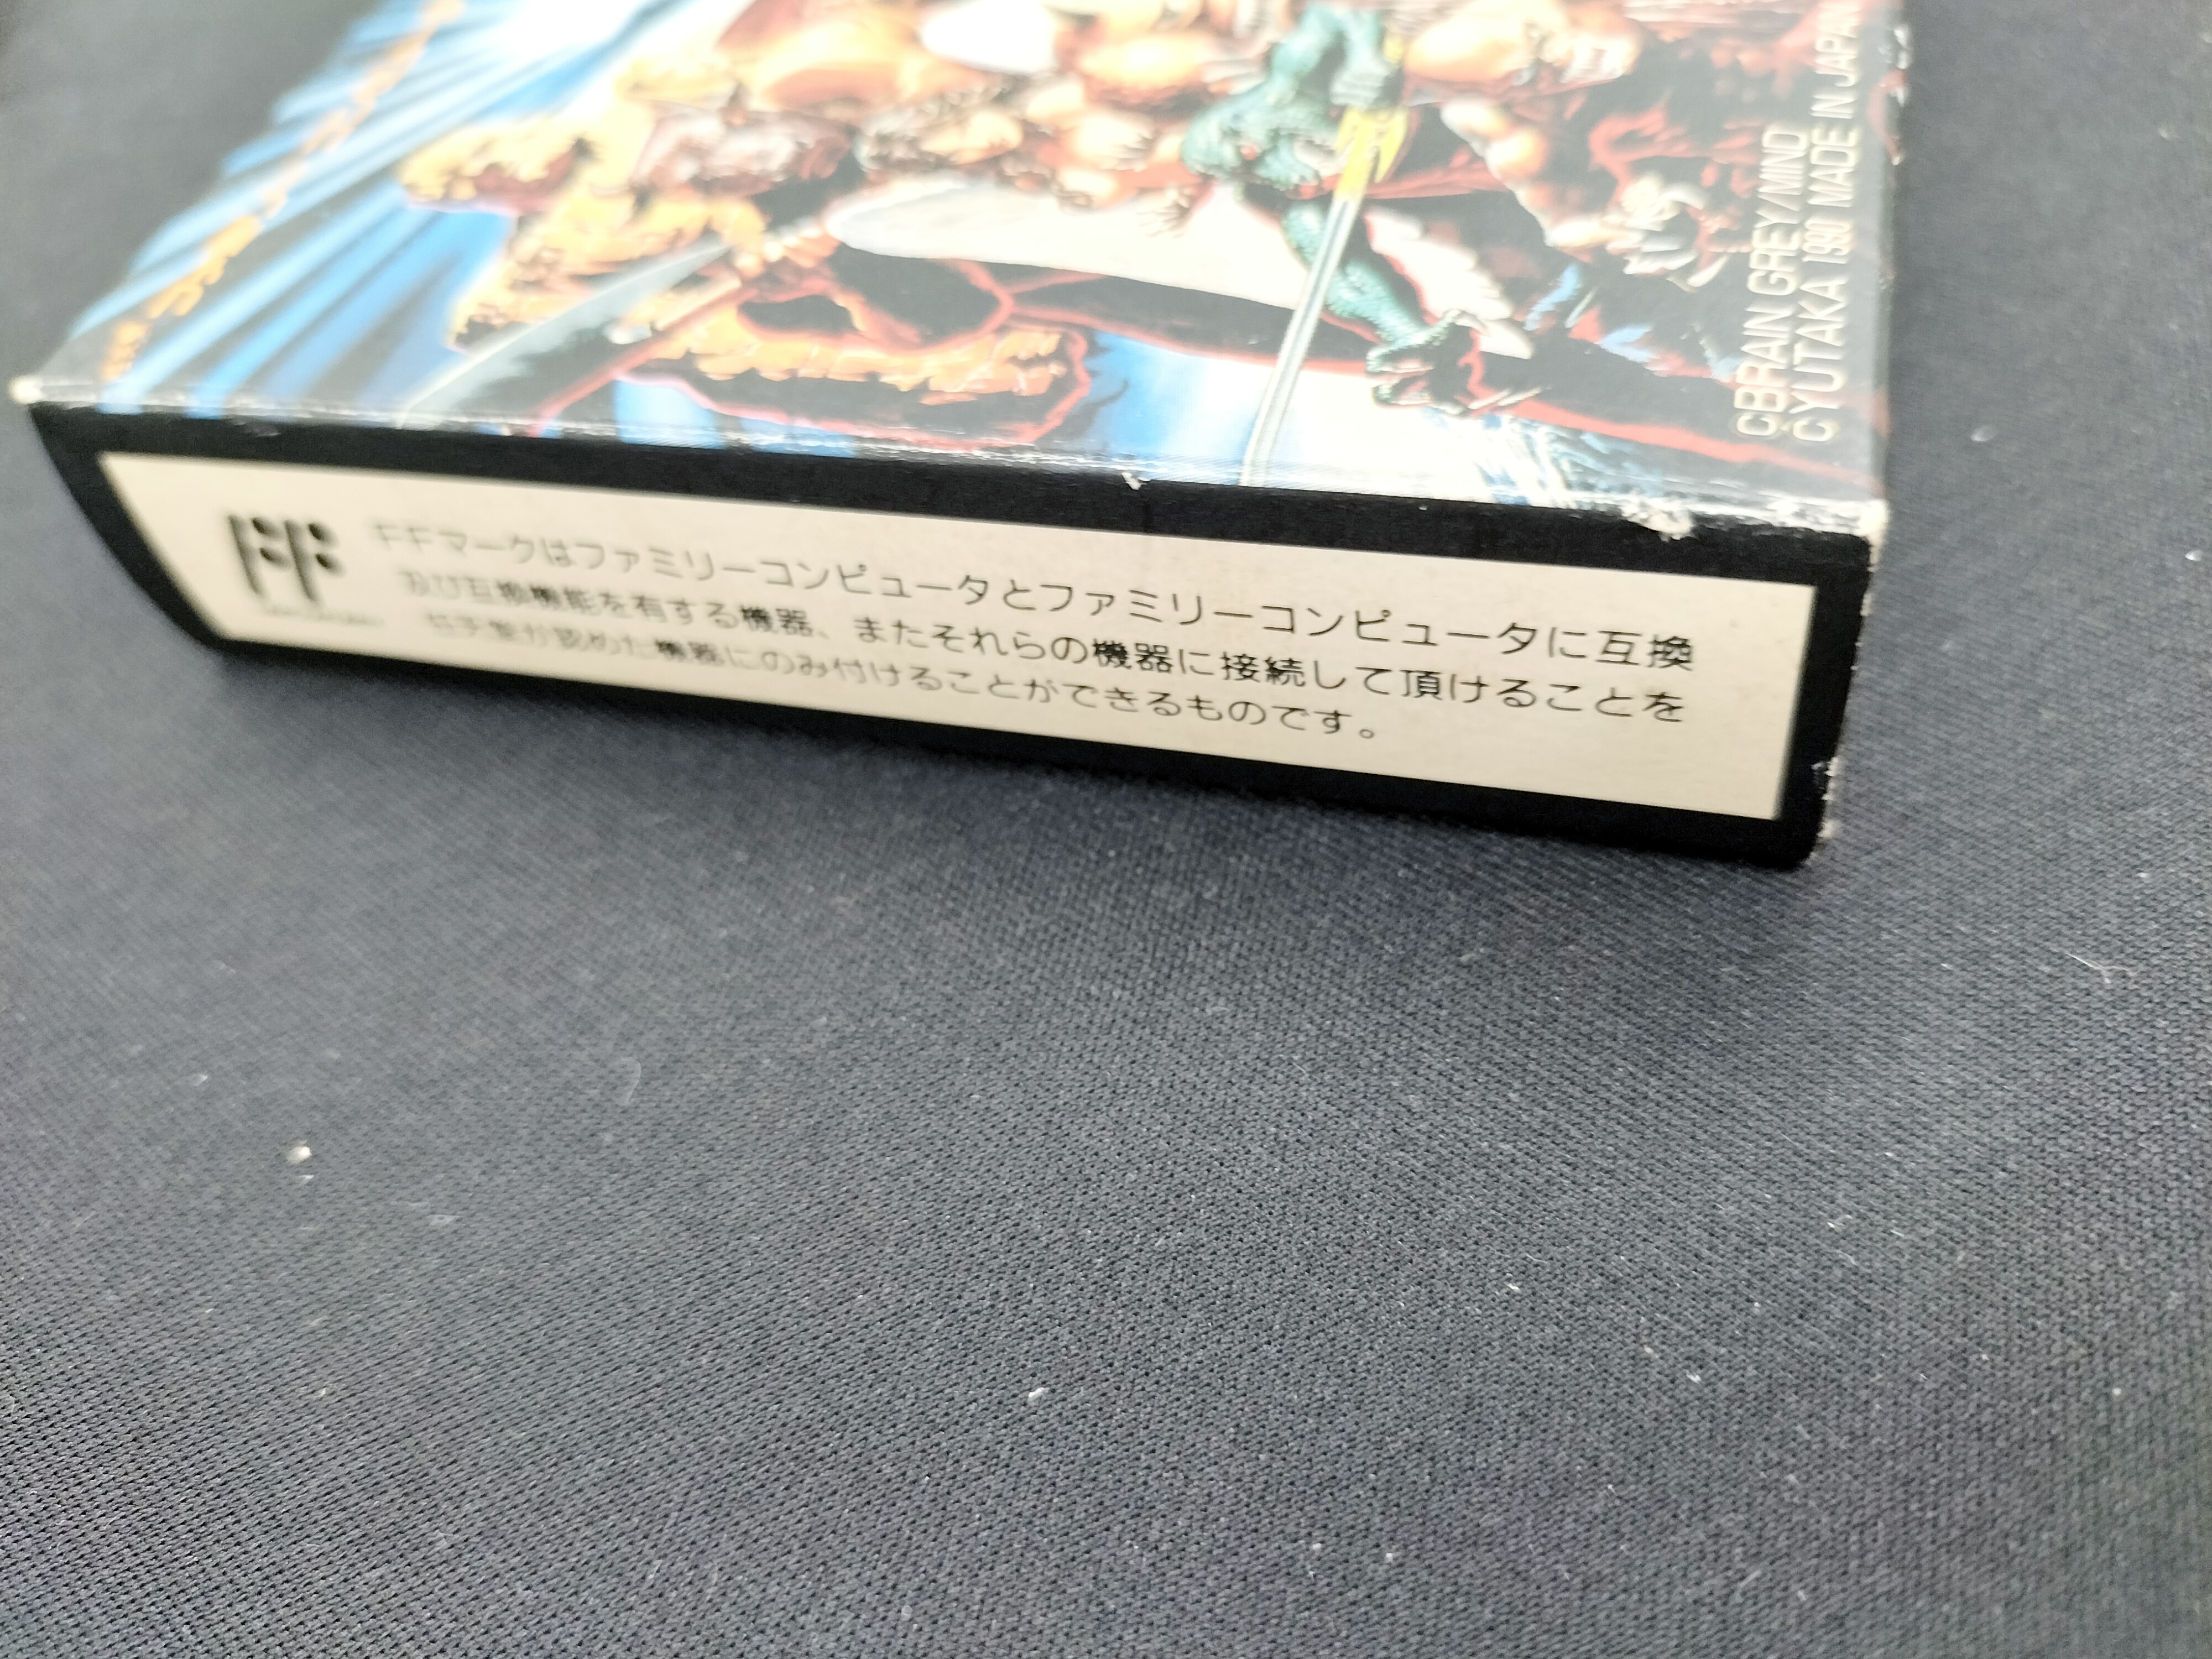 ©BRAIN GREY/MIND
©YUTAKA 1990 MADE IN JAPAN
FFマークはファミリーコンピュータとファミリーコンピュータに互換
及び互換機能を有する機器、またそれらの機器に接続して頂けることを
任天堂が認めた機器にのみ付けることができるものです。